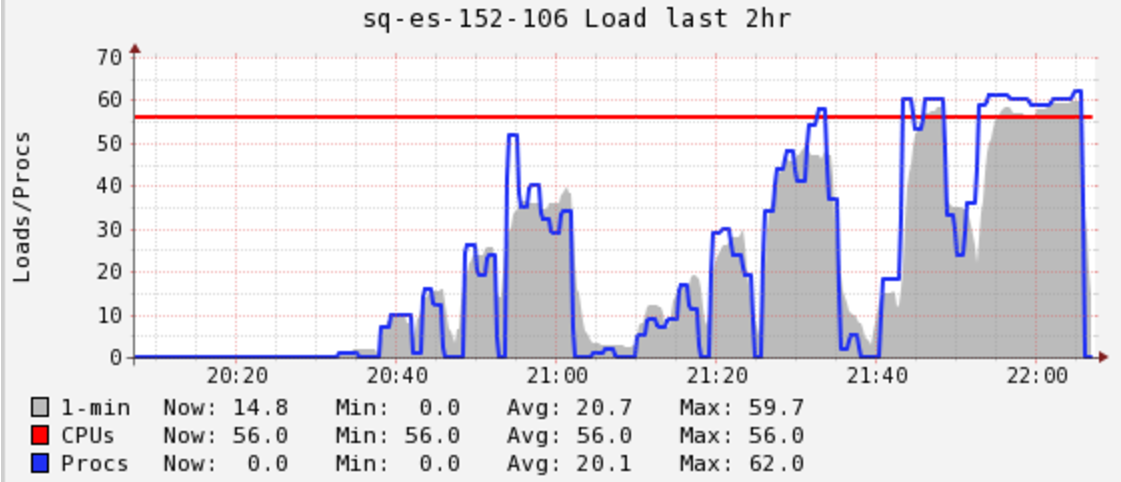 sq-es-152-106 Load last 2hr
Loads/Procs
70
60
50
40
30
20
10
0
20:20 20:40 21:00 21:20 21:40 22:00
1-min Now: 14.8 Min: 0.0 Avg: 20.7 Max: 59.7
CPUs Now: 56.0 Min: 56.0 Avg: 56.0 Max: 56.0
Procs Now: 0.0 Min: 0.0 Avg: 20.1 Max: 62.0